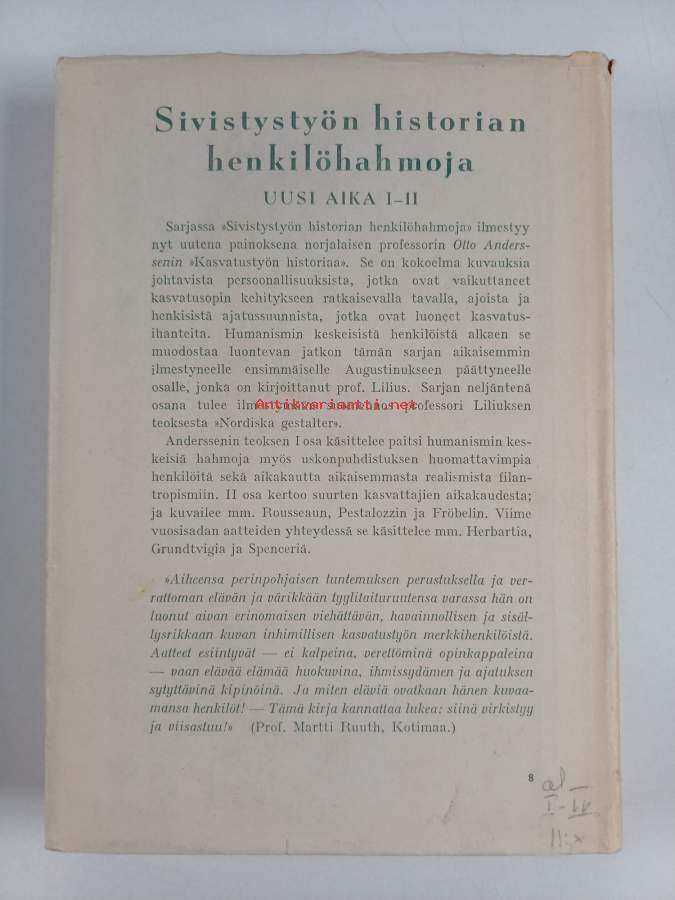 Sivistystyön historian
henkilöhahmoja
UUSI AIKA I–II
Sarjassa »Sivistystyön historian henkilöhahmoja» ilmestyy
nyt uutena painoksena norjalaisen professorin Otto Anders-
senin »Kasvatustyön historiaa». Se on kokoelma kuvauksia
johtavista persoonallisuuksista, jotka ovat vaikuttaneet
kasvatusopin kehitykseen ratkaisevalla tavalla, ajoista ja
henkisistä ajatussuunnista, jotka ovat luoneet kasvatus-
ihanteita. Humanismin keskeisistä henkilöistä alkaen se
muodostaa luontevan jatkon tämän sarjan aikaisemmin
ilmestyneelle ensimmäiselle Augustinukseen päättyneelle
osalle, jonka on kirjoittanut prof. Lilius. Sarjan neljäntenä
osana tulee ilmestymään suomennos professori Liliuksen
Antikvariaatti.net
teoksesta »Nordiska gestalter».
Anderssenin teoksen I osa käsittelee paitsi humanismin kes-
keisiä hahmoja myös uskonpuhdistuksen huomattavimpia
henkilöitä sekä aikakautta aikaisemmasta realismista filan-
tropismiin. II osa kertoo suurten kasvattajien aikakaudesta;
ja kuvailee mm. Rousseaun, Pestalozzin ja Fröbelin. Viime
vuosisadan aatteiden yhteydessä se käsittelee mm. Herbartia,
Grundtvigia ja Spenceriä.
»Aiheensa perinpohjaisen tuntemuksen perustuksella ja ver-
rattoman elävän ja värikkään tyylitaituruutensa varassa hän on
luonut aivan erinomaisen viehättävän, havainnollisen ja sisäl-
lysrikkaan kuvan inhimillisen kasvatustyön merkkihenkilöistä.
Aatteet esiintyvät — ei kalpeina, verettöminä opinkappaleina
— vaan elävää elämää huokuvina, ihmissydämen ja ajatuksen
sytyttävinä kipinöinä. Ja miten eläviä ovatkaan hänen kuvaa-
mansa henkilöt! — Tämä kirja kannattaa lukea: siinä virkistyy
ja viisastuu!» (Prof. Martti Ruuth, Kotimaa.)
8
I–II